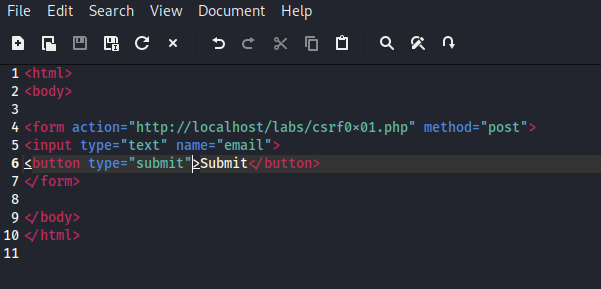 File Edit Search View Document Help
1 <html>
2 <body>
3
4 <form action="http://localhost/labs/csrf0x01.php" method="post">
5 <input type="text" name="email">
6 <button type="submit">Submit</button>
7 </form>
8
9 </body>
10 </html>
11